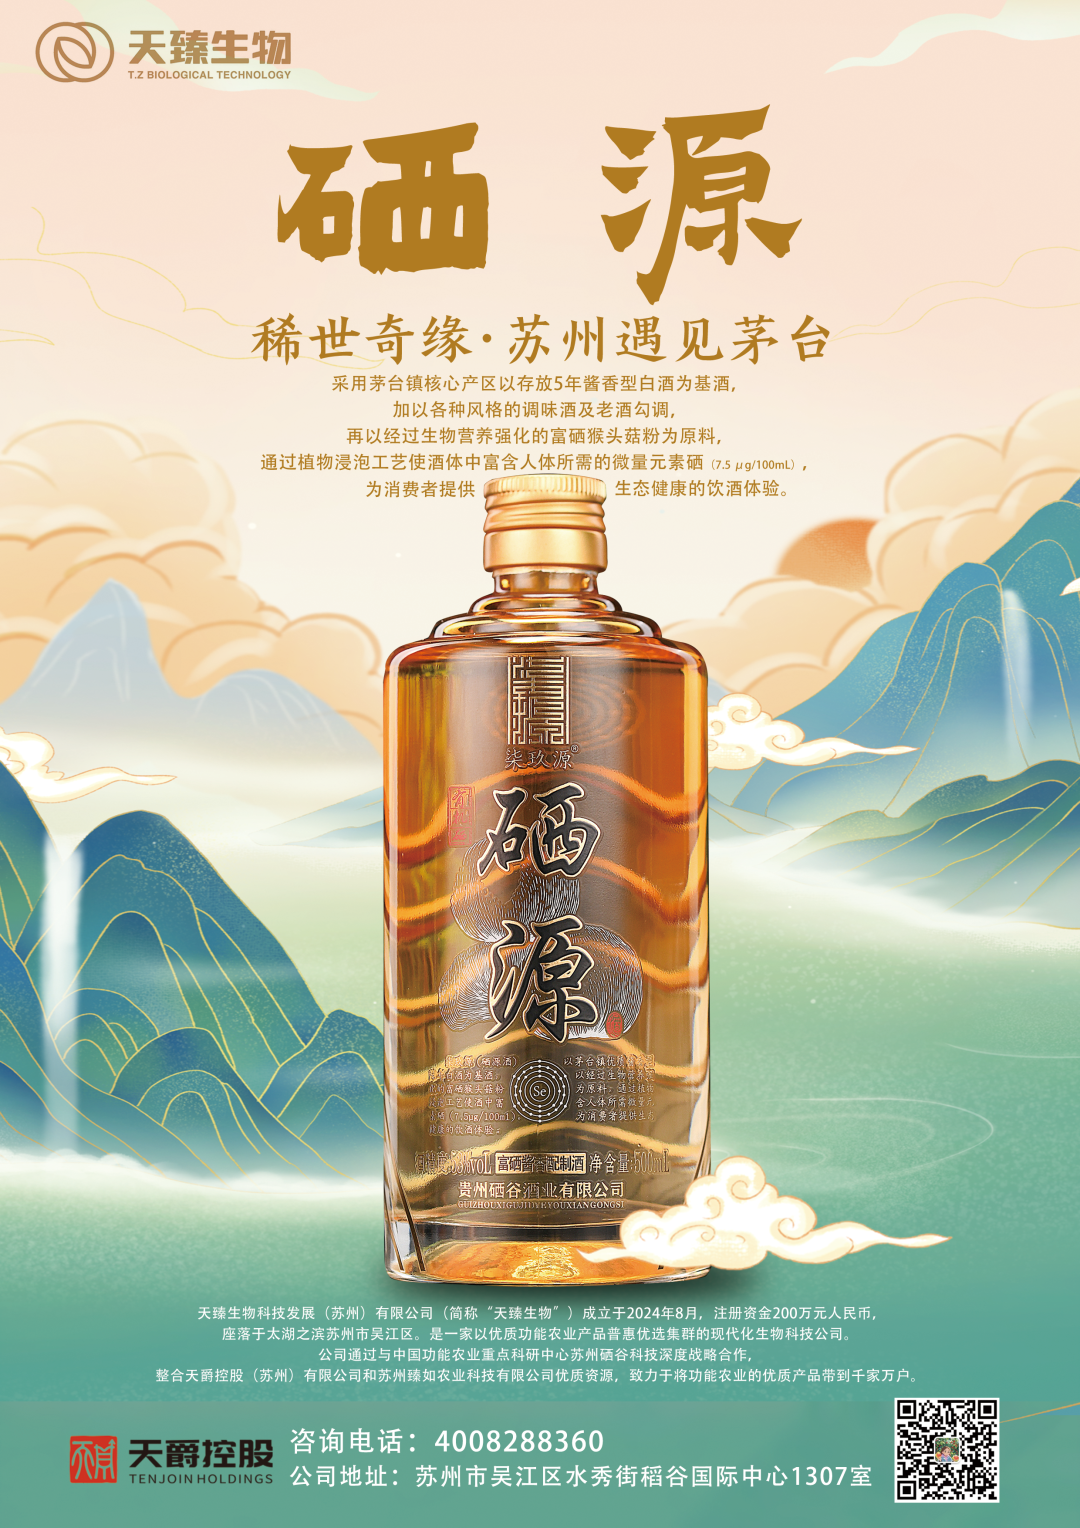 天臻生物
T.Z BIOLOGICAL TECHNOLOGY
硒 源
稀世奇缘·苏州遇见茅台
采用茅台镇核心产区以存放5年酱香型白酒为基酒，
加以各种风格的调味酒及老酒勾调，
再以经过生物营养强化的富硒猴头菇粉为原料，
通过植物浸泡工艺使酒体中富含人体所需的微量元素硒（7.5 μg/100mL），
为消费者提供 生态健康的饮酒体验。
柒玖源®
硒
源
Se
富硒酱香配制酒 净含量:500mL
贵州硒谷酒业有限公司
GUIZHOUXIGUJIUYEYOUXIANGONGSI
天臻生物科技发展（苏州）有限公司（简称“天臻生物”）成立于2024年8月，注册资金200万元人民币，
座落于太湖之滨苏州市吴江区。是一家以优质功能农业产品普惠优选集群的现代化生物科技公司。
公司通过与中国功能农业重点科研中心苏州硒谷科技深度战略合作，
整合天爵控股（苏州）有限公司和苏州臻如农业科技有限公司优质资源，致力于将功能农业的优质产品带到千家万户。
天爵控股
TENJOIN HOLDINGS
咨询电话：4008288360
公司地址：苏州市吴江区水秀街稻谷国际中心1307室